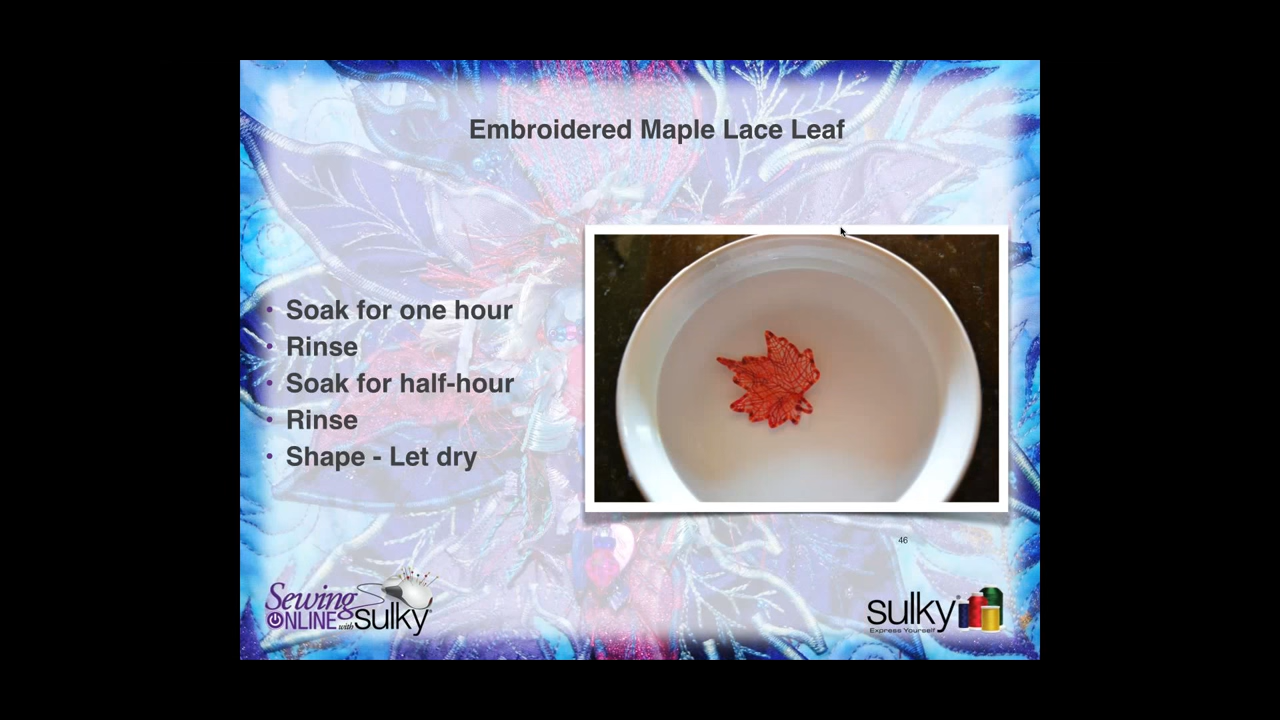 Embroidered Maple Lace Leaf
• Soak for one hour
• Rinse
• Soak for half-hour
• Rinse
• Shape - Let dry
46
Sewing
ONLINE with sulky®
sulky®
Express Yourself